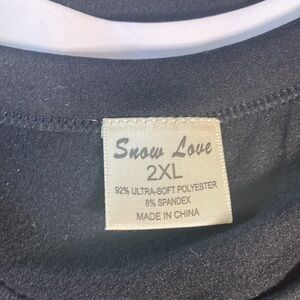 Snow Love
2XL
92% ULTRA-SOFT POLYESTER
8% SPANDEX
MADE IN CHINA